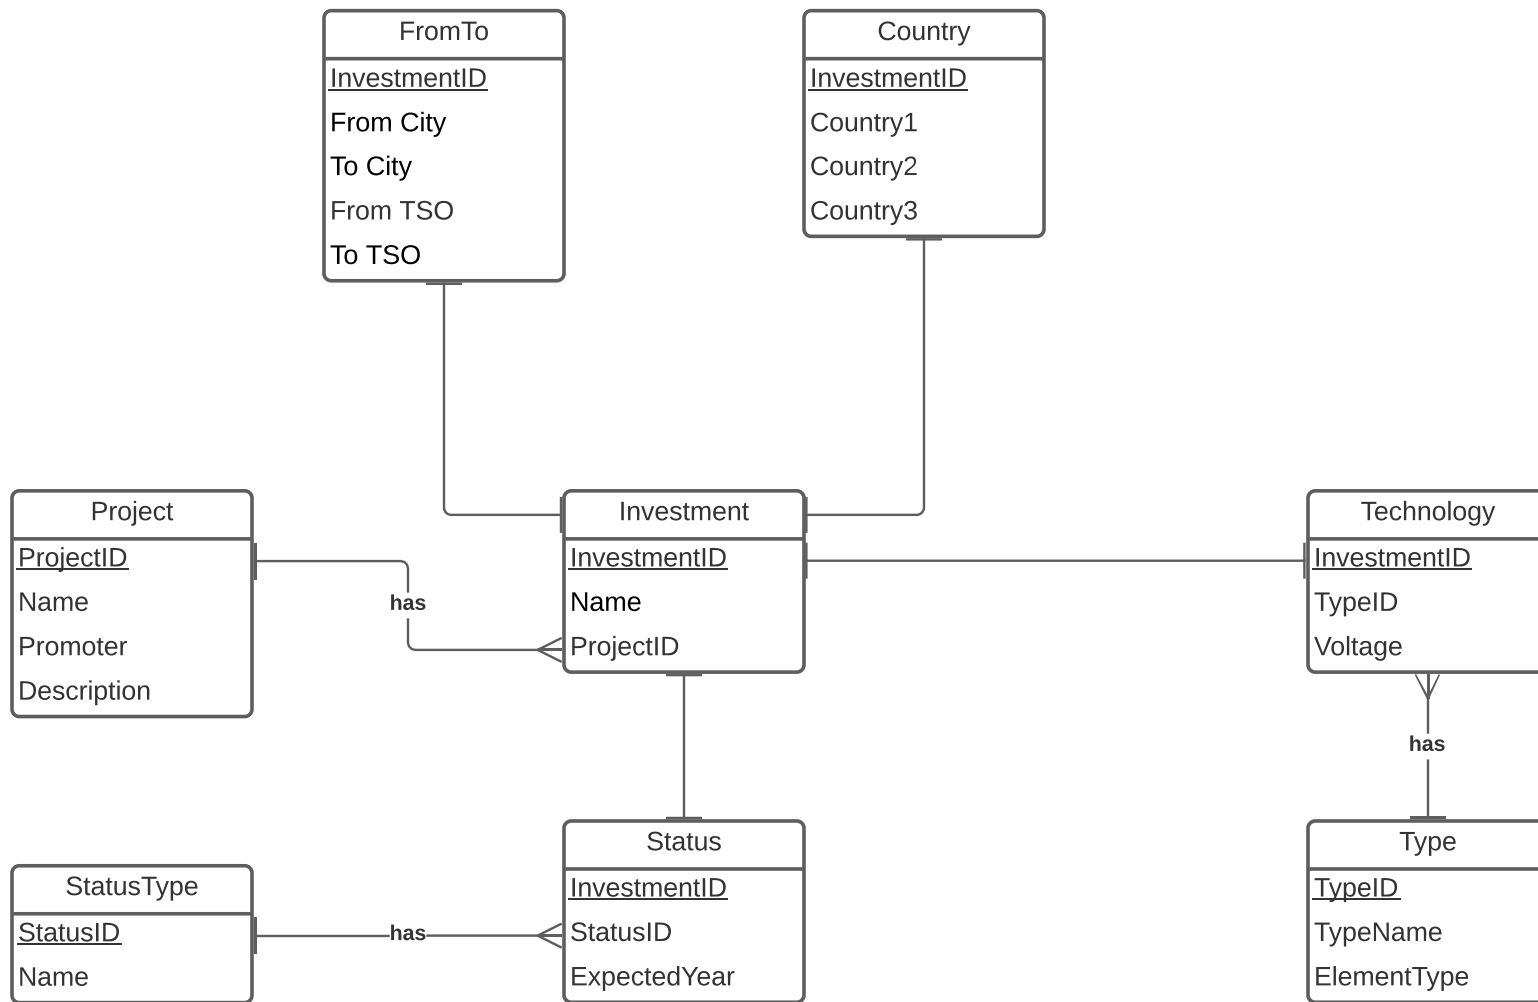 FromTo
InvestmentID
From City
To City
From TSO
To TSO
Country
InvestmentID
Country1
Country2
Country3
Project
ProjectID
Name
Promoter
Description
has
Investment
InvestmentID
Name
ProjectID
Technology
InvestmentID
TypeID
Voltage
has
StatusType
StatusID
Name
has
Status
InvestmentID
StatusID
ExpectedYear
Type
TypeID
TypeName
ElementType